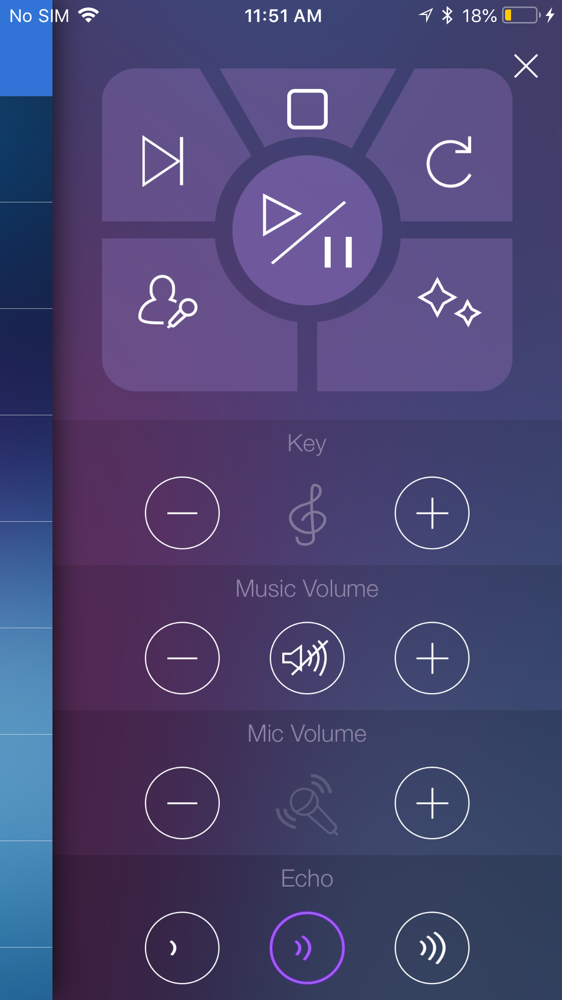 No SIM 11:51 AM 18%
Key
Music Volume
Mic Volume
Echo